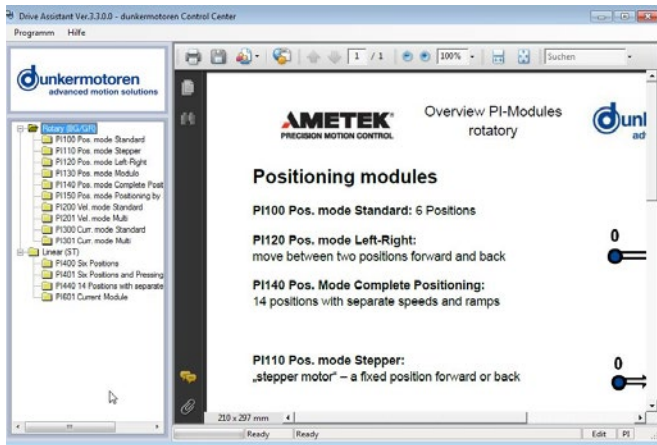 Drive Assistant Ver.3.3.0.0 - dunkermotoren Control Center
Programm Hilfe
dunkermotoren
advanced motion solutions
Rotary (BG/GR)
PI100 Pos. mode Standard
PI110 Pos. mode Stepper
PI120 Pos. mode Left-Right
PI130 Pos. mode Modulo
PI140 Pos. mode Complete Posit
PI150 Pos. mode Positioning by
PI200 Vel. mode Standard
PI201 Vel. mode Multi
PI300 Curr. mode Standard
PI301 Curr. mode Multi
Linear (ST)
PI400 Six Positions
PI401 Six Positions and Pressing
PI440 14 Positions with separate
PI601 Current Module
1 / 1
100%
Suchen
AMETEK
PRECISION MOTION CONTROL
Overview PI-Modules
rotatory
dunl
ad
Positioning modules
PI100 Pos. mode Standard: 6 Positions
PI120 Pos. mode Left-Right:
move between two positions forward and back
0
PI140 Pos. Mode Complete Positioning:
14 positions with separate speeds and ramps
PI110 Pos. mode Stepper:
„stepper motor“ – a fixed position forward or back
0
210 x 297 mm
Ready Ready Edit PI